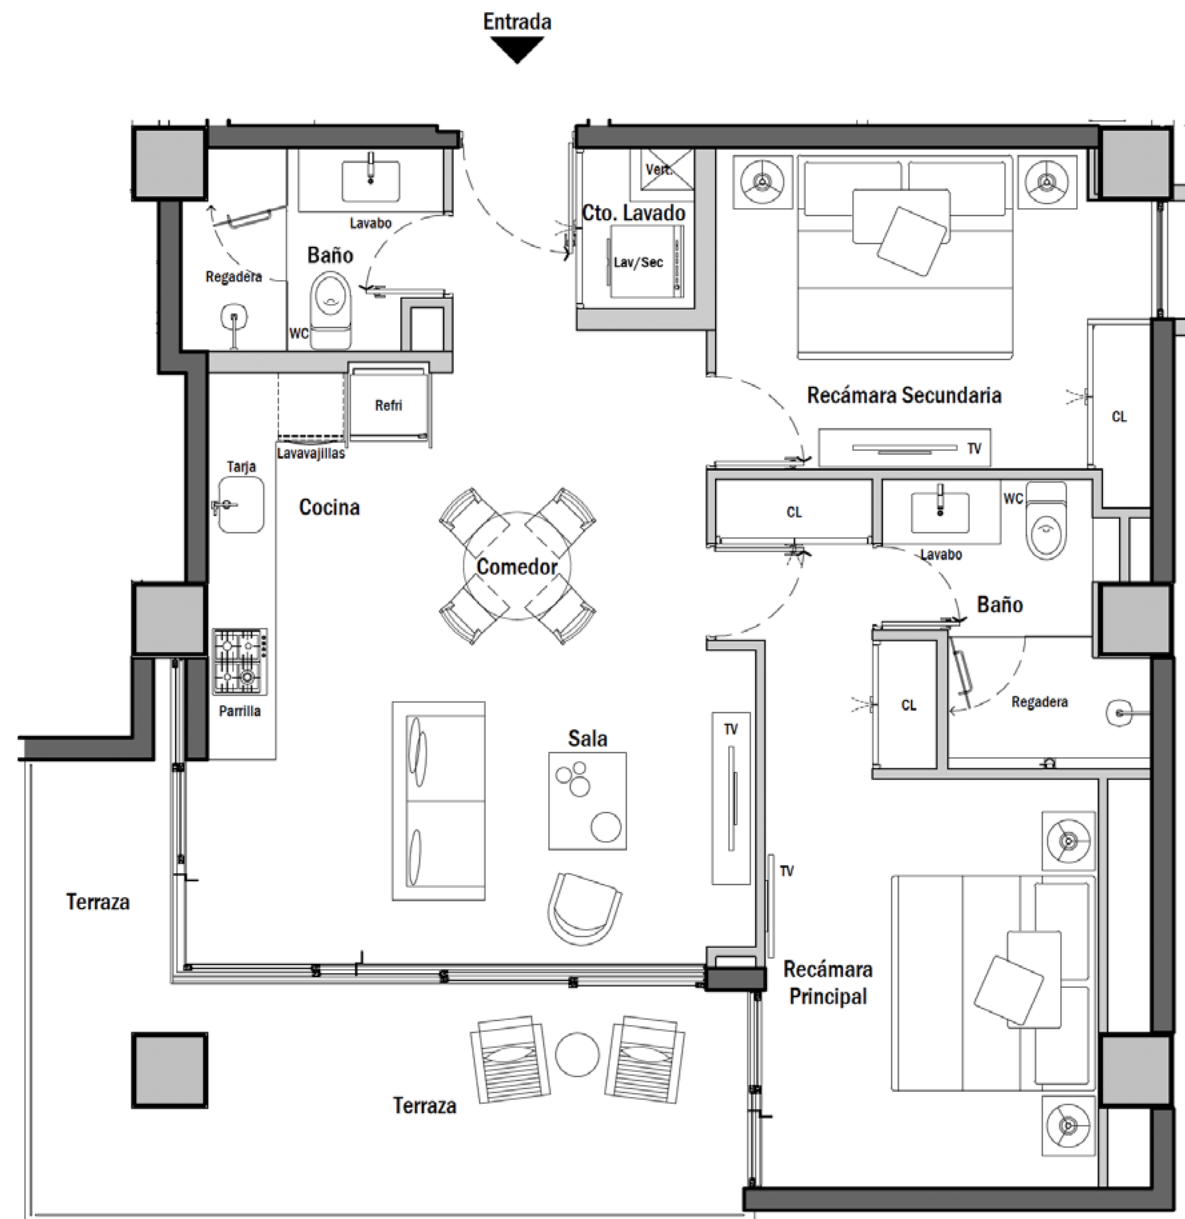 Entrada
Vert.
Cto. Lavado
Lavabo
Baño
Lav/Sec
Regadera
WC
Recámara Secundaria
Refri
CL
TV
Lavavajillas
Tarja
Cocina
WC
CL
Lavabo
Comedor
Baño
Regadera
CL
Parrilla
TV
Sala
TV
Terraza
Recámara
Principal
Terraza